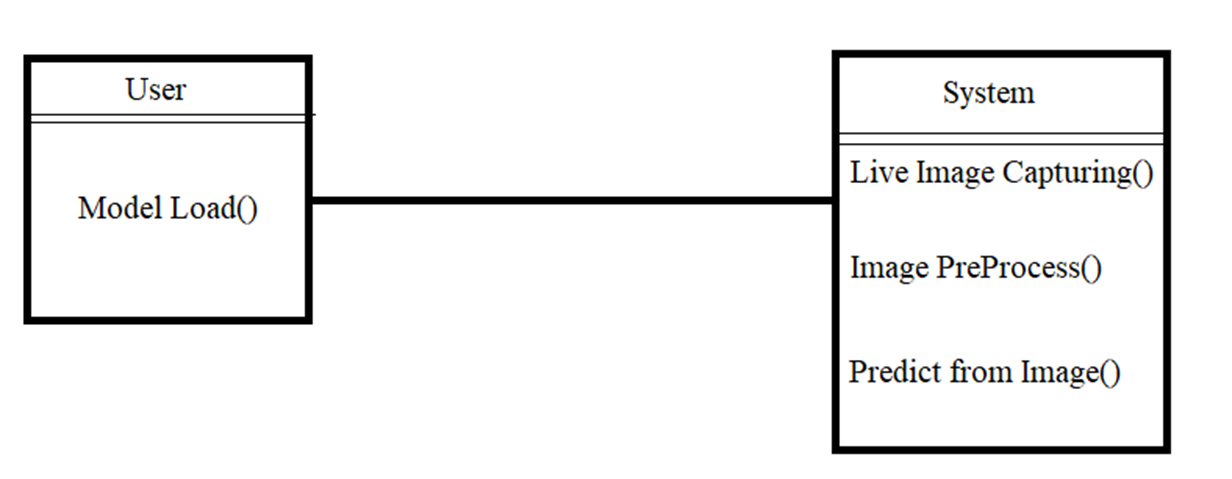 User
Model Load()
System
Live Image Capturing()
Image PreProcess()
Predict from Image()